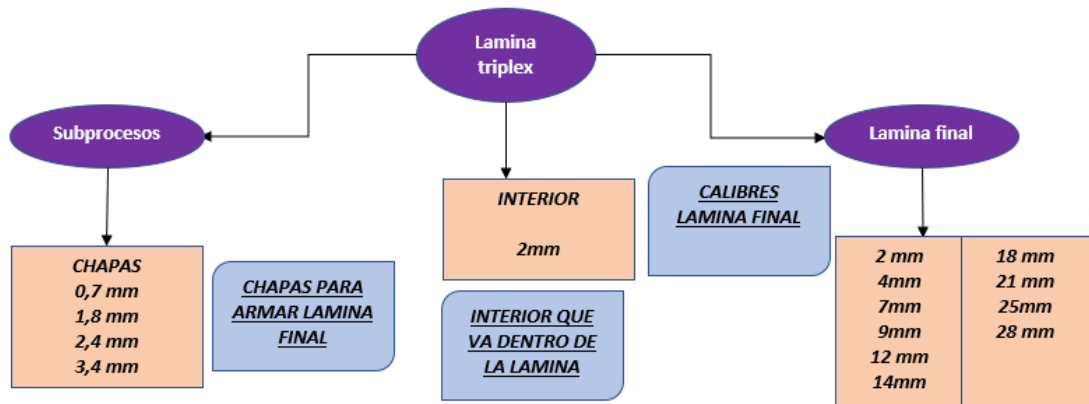 Lamina
triplex
Subprocesos
Lamina final
INTERIOR
2mm
CALIBRES
LAMINA FINAL
CHAPAS
0,7 mm
1,8 mm
2,4 mm
3,4 mm
CHAPAS PARA
ARMAR LAMINA
FINAL
INTERIOR QUE
VA DENTRO DE
LA LAMINA
2 mm
4mm
7mm
9mm
12 mm
14mm
18 mm
21 mm
25mm
28 mm